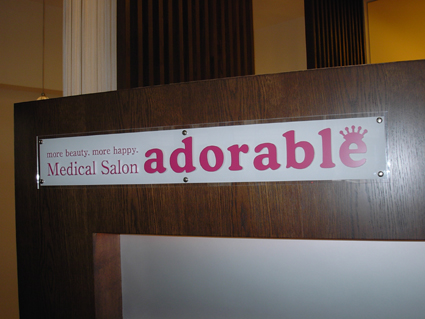 more beauty. more happy.
Medical Salon adorable